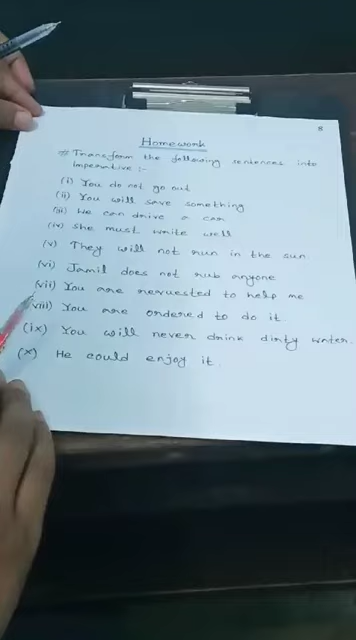 8
Homework
# Transform the following sentences into
imperative :-
(i) You do not go out
(ii) You will save something
(iii) We can drive a car
(iv) She must write well
(v) They will not run in the sun.
(vi) Jamil does not rub anyone
(vii) You are requested to help me
(viii) You are ordered to do it.
(ix) You will never drink dirty water.
(x) He could enjoy it.